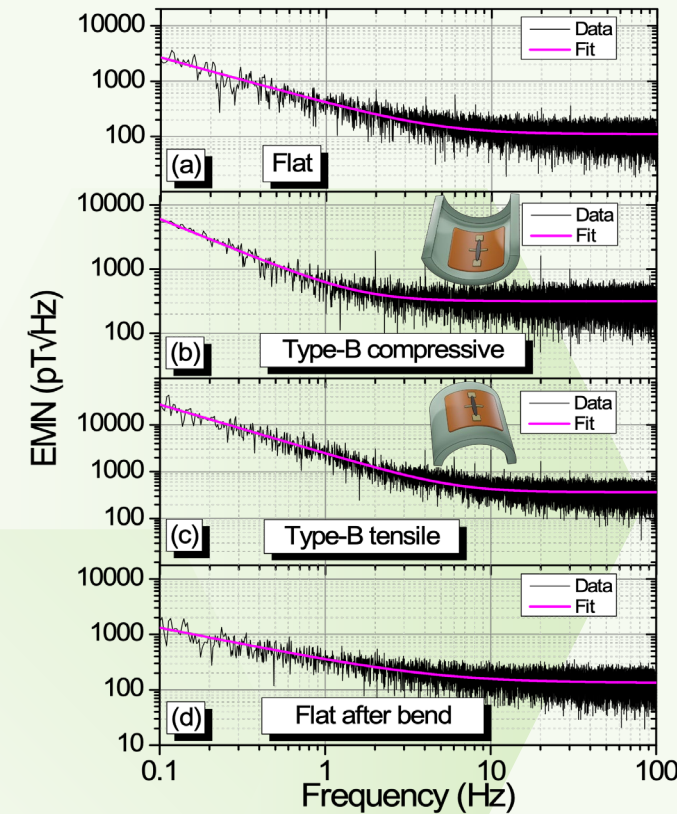 EMN (pT√Hz)
10000
1000
100
Data
Fit
(a)
Flat
10000
1000
100
Data
Fit
(b)
Type-B compressive
10000
1000
100
Data
Fit
(c)
Type-B tensile
10000
1000
100
10
Data
Fit
(d)
Flat after bend
0.1 1 10 100
Frequency (Hz)